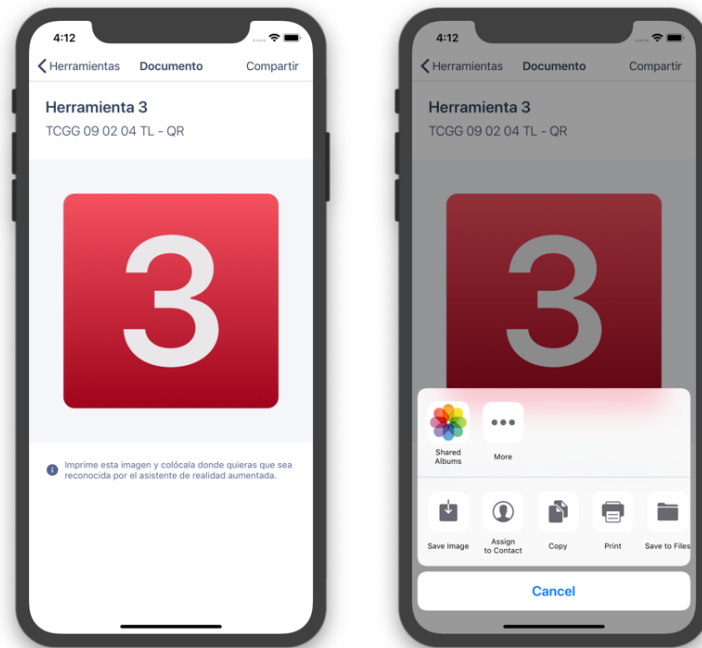 4:12
Herramientas Documento Compartir
Herramienta 3
TCGG 09 02 04 TL - QR
3
Imprime esta imagen y colócala donde quieras que sea
reconocida por el asistente de realidad aumentada.
4:12
Herramientas Documento Compartir
Herramienta 3
TCGG 09 02 04 TL - QR
3
Shared
Albums
More
Save Image
Assign
to Contact
Copy
Print
Save to Files
Cancel